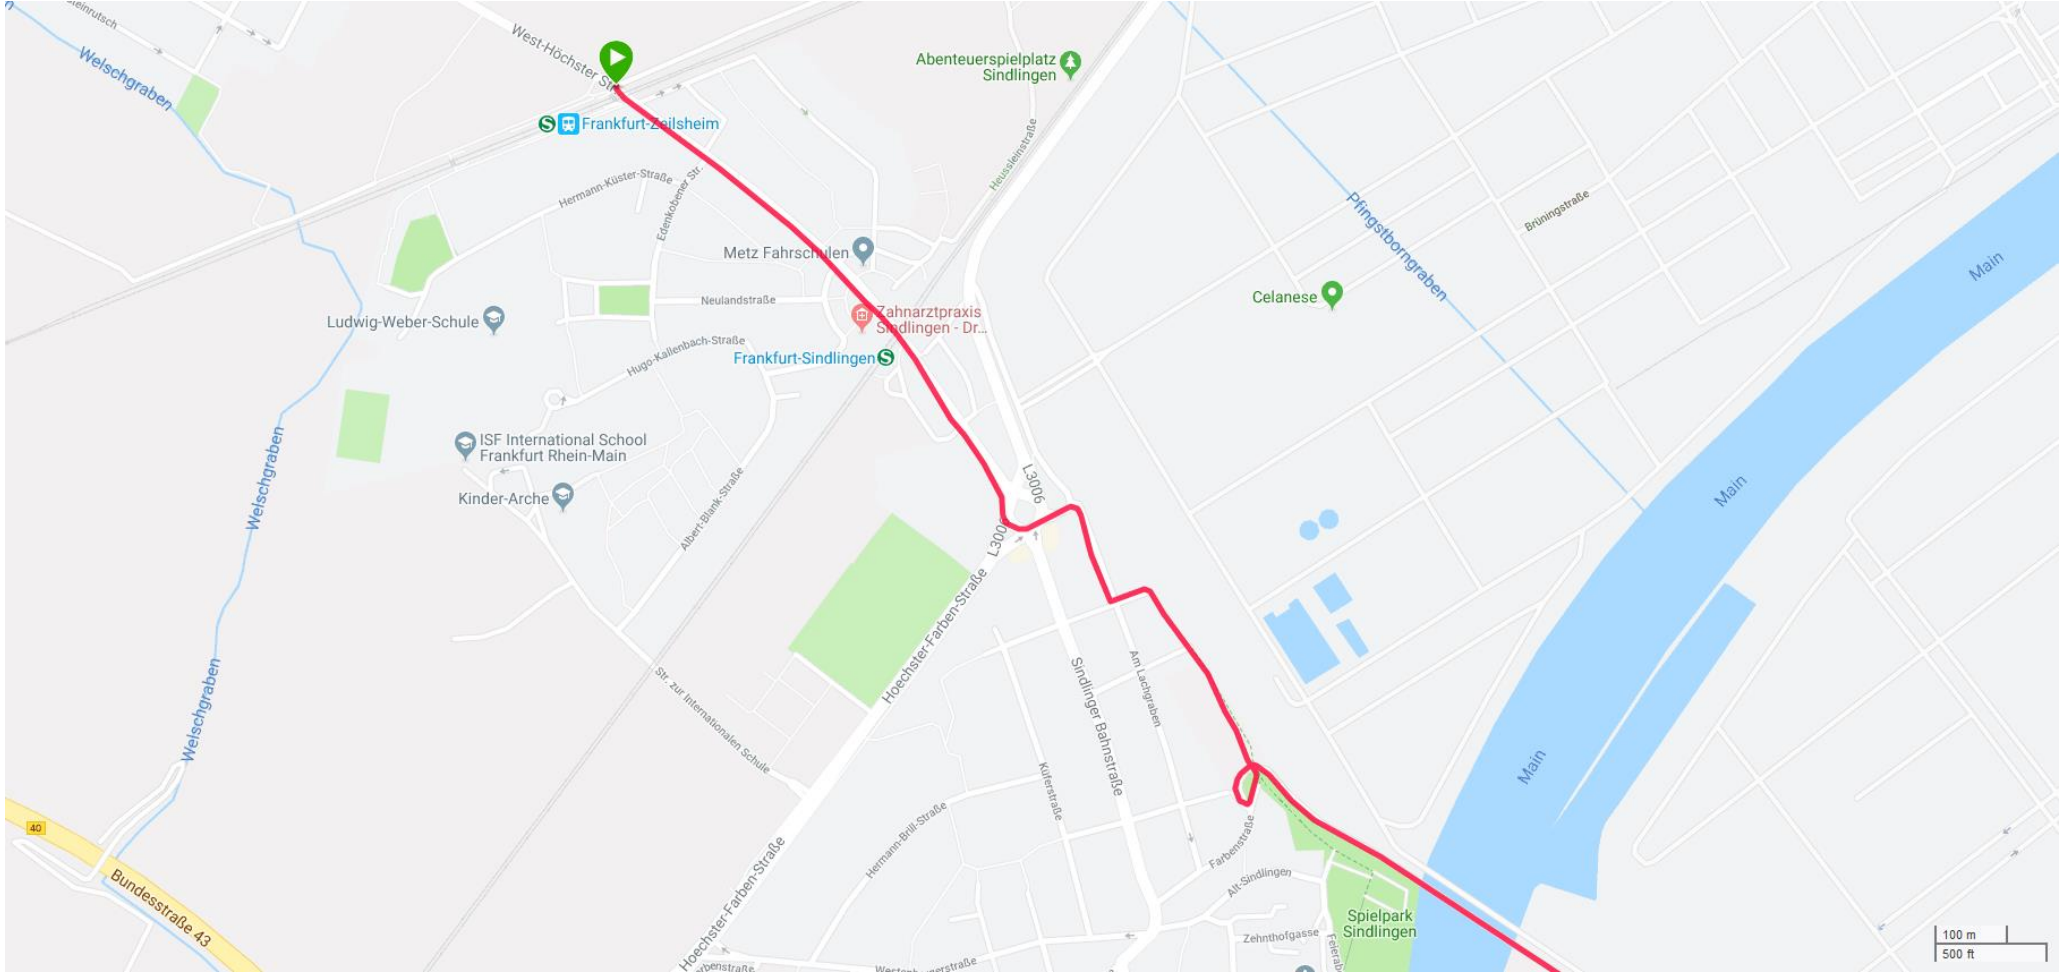 West-Höchster Str.
Welschgraben
Abenteuerspielplatz
Sindlingen
S Frankfurt-Zeilsheim
Heussleinstraße
Hermann-Küster-Straße
Edenkobener Str.
Brüningstraße
Pfingstborngraben
Main
Metz Fahrschulen
Celanese
Neulandstraße
Zahnarztpraxis
Sindlingen - Dr...
Ludwig-Weber-Schule
Hugo-Kallenbach-Straße
Frankfurt-Sindlingen S
ISF International School
Frankfurt Rhein-Main
Welschgraben
Kinder-Arche
Albert-Blank-Straße
L3006
Main
Hoechster-Farben-Straße
Str. zur Internationalen Schule
Sindlinger Bahnstraße
Am Lachgraben
Welschgraben
Main
Küferstraße
Hermann-Brill-Straße
Farbenstraße
Alt-Sindlingen
40
Bundesstraße 43
Hoechster-Farben-Straße
Spielpark
Sindlingen
Zehnthofgasse
100 m
500 ft